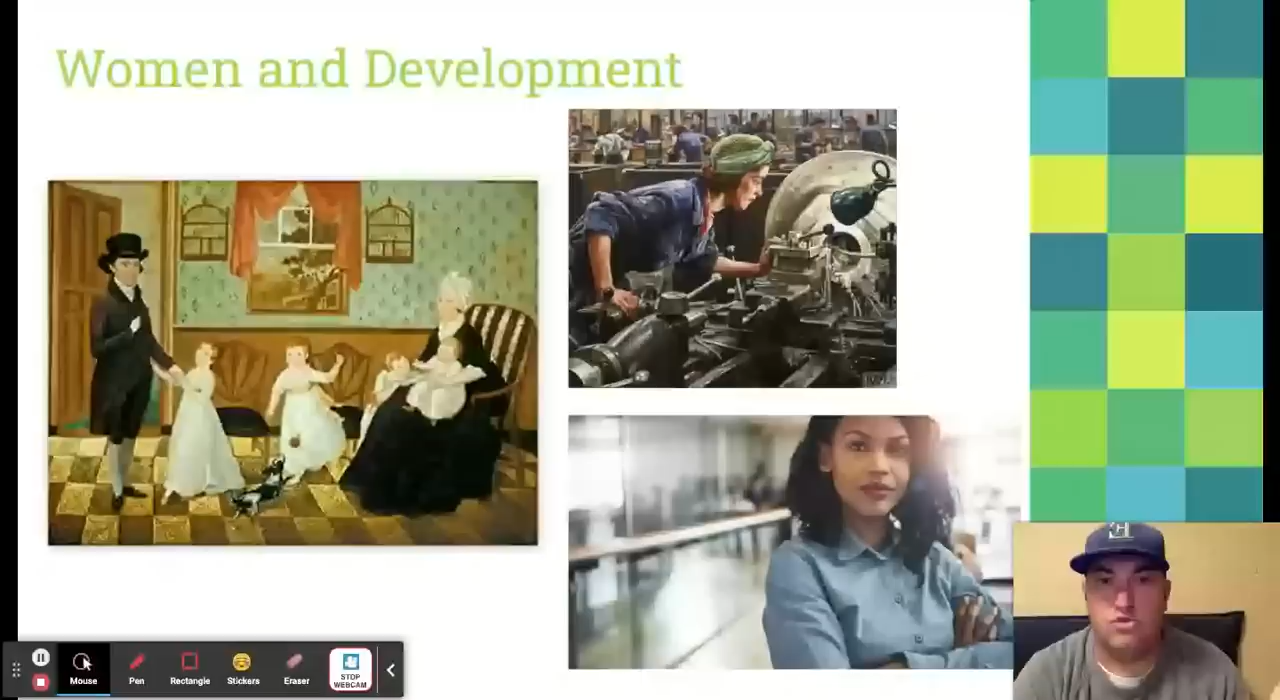 Women and Development
Mouse
Pen
Rectangle
Stickers
Eraser
STOP
WEBCAM